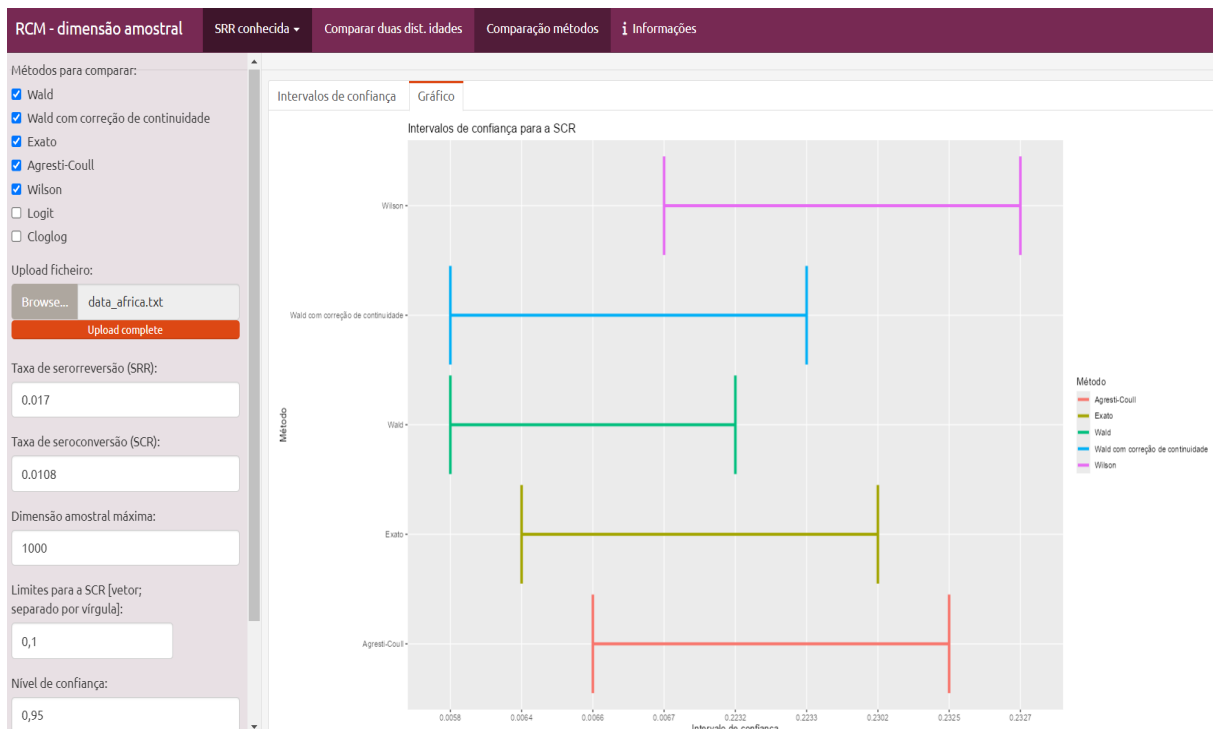 RCM - dimensão amostral
SRR conhecida
Comparar duas dist. idades
Comparação métodos
i Informações
Métodos para comparar:
Wald
Wald com correção de continuidade
Exato
Agresti-Coull
Wilson
Logit
Cloglog
Upload ficheiro:
Browse... data_africa.txt
Upload complete
Taxa de serorreversão (SRR):
0.017
Taxa de seroconversão (SCR):
0.0108
Dimensão amostral máxima:
1000
Limites para a SCR [vetor;
separado por vírgula]:
0,1
Nível de confiança:
0,95
Intervalos de confiança
Gráfico
Intervalos de confiança para a SCR
Método
Wilson
Wald com correção de continuidade
Wald
Exato
Agresti-Coull
0.0058 0.0064 0.0066 0.0067 0.2232 0.2233 0.2302 0.2325 0.2327
Intervalo de confiança
Método
Agresti-Coull
Exato
Wald
Wald com correção de continuidade
Wilson